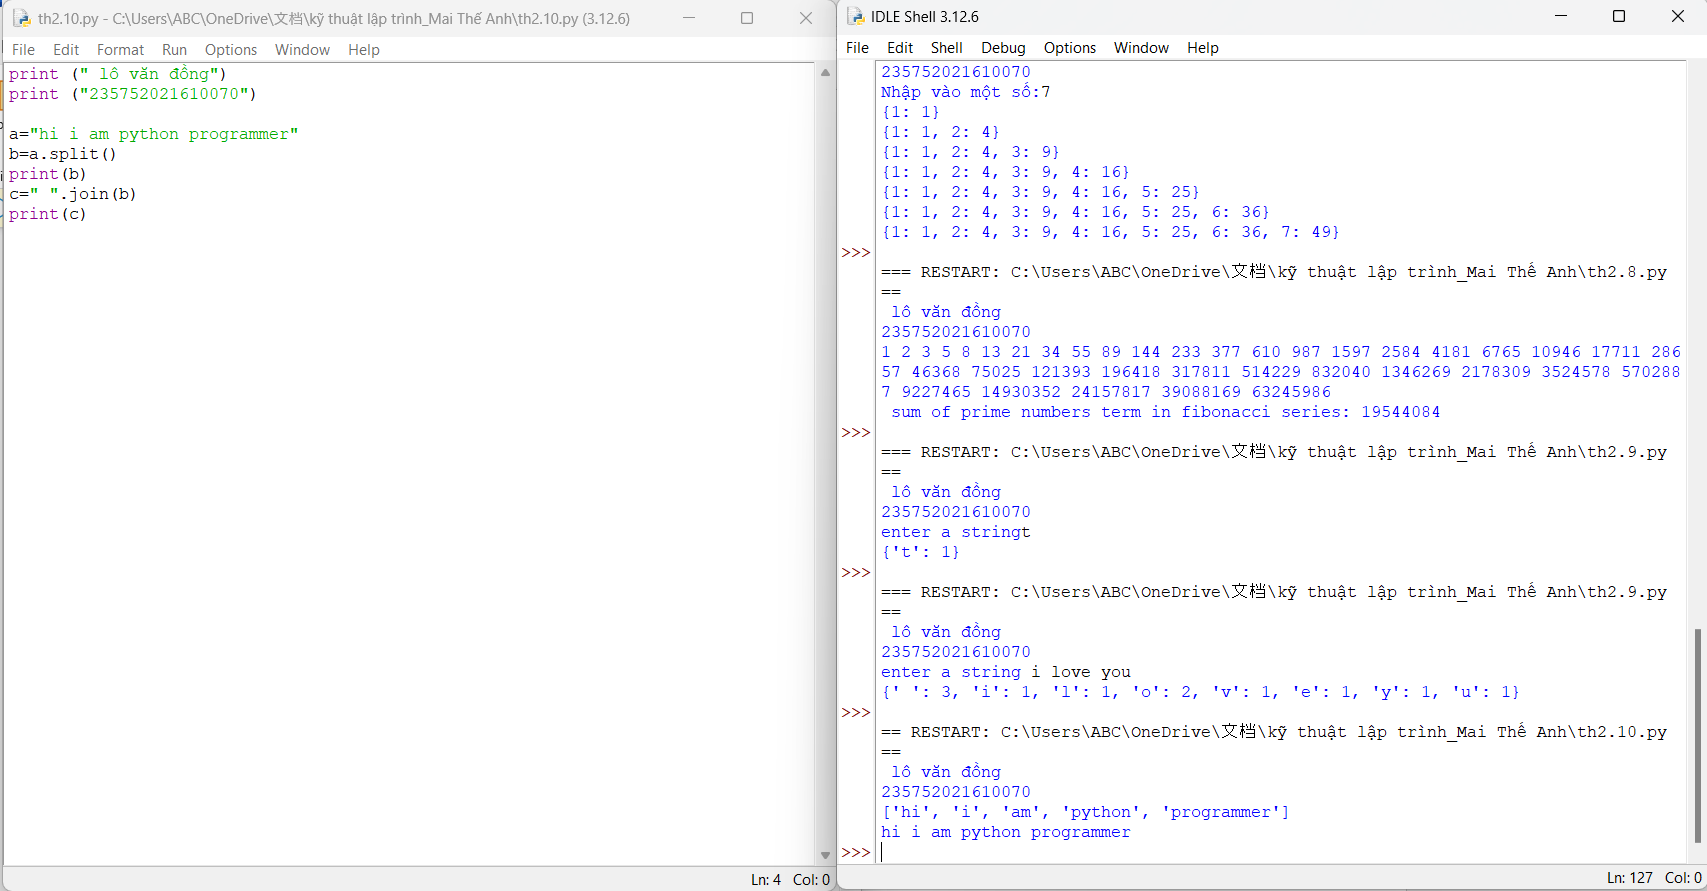 th2.10.py - C:\Users\ABC\OneDrive\文档\kỹ thuật lập trình_Mai Thế Anh\th2.10.py (3.12.6)
File Edit Format Run Options Window Help
print (" lô văn đồng")
print ("235752021610070")
a="hi i am python programmer"
b=a.split()
print(b)
c=" ".join(b)
print(c)
Ln: 4 Col: 0
IDLE Shell 3.12.6
File Edit Shell Debug Options Window Help
235752021610070
Nhập vào một số:7
{1: 1}
{1: 1, 2: 4}
{1: 1, 2: 4, 3: 9}
{1: 1, 2: 4, 3: 9, 4: 16}
{1: 1, 2: 4, 3: 9, 4: 16, 5: 25}
{1: 1, 2: 4, 3: 9, 4: 16, 5: 25, 6: 36}
{1: 1, 2: 4, 3: 9, 4: 16, 5: 25, 6: 36, 7: 49}
>>>
=== RESTART: C:\Users\ABC\OneDrive\文档\kỹ thuật lập trình_Mai Thế Anh\th2.8.py
==
lô văn đồng
235752021610070
1 2 3 5 8 13 21 34 55 89 144 233 377 610 987 1597 2584 4181 6765 10946 17711 286
57 46368 75025 121393 196418 317811 514229 832040 1346269 2178309 3524578 570288
7 9227465 14930352 24157817 39088169 63245986
sum of prime numbers term in fibonacci series: 19544084
>>>
=== RESTART: C:\Users\ABC\OneDrive\文档\kỹ thuật lập trình_Mai Thế Anh\th2.9.py
==
lô văn đồng
235752021610070
enter a stringt
{'t': 1}
>>>
=== RESTART: C:\Users\ABC\OneDrive\文档\kỹ thuật lập trình_Mai Thế Anh\th2.9.py
==
lô văn đồng
235752021610070
enter a string i love you
{' ': 3, 'i': 1, 'l': 1, 'o': 2, 'v': 1, 'e': 1, 'y': 1, 'u': 1}
>>>
== RESTART: C:\Users\ABC\OneDrive\文档\kỹ thuật lập trình_Mai Thế Anh\th2.10.py
==
lô văn đồng
235752021610070
['hi', 'i', 'am', 'python', 'programmer']
hi i am python programmer
>>>
Ln: 127 Col: 0